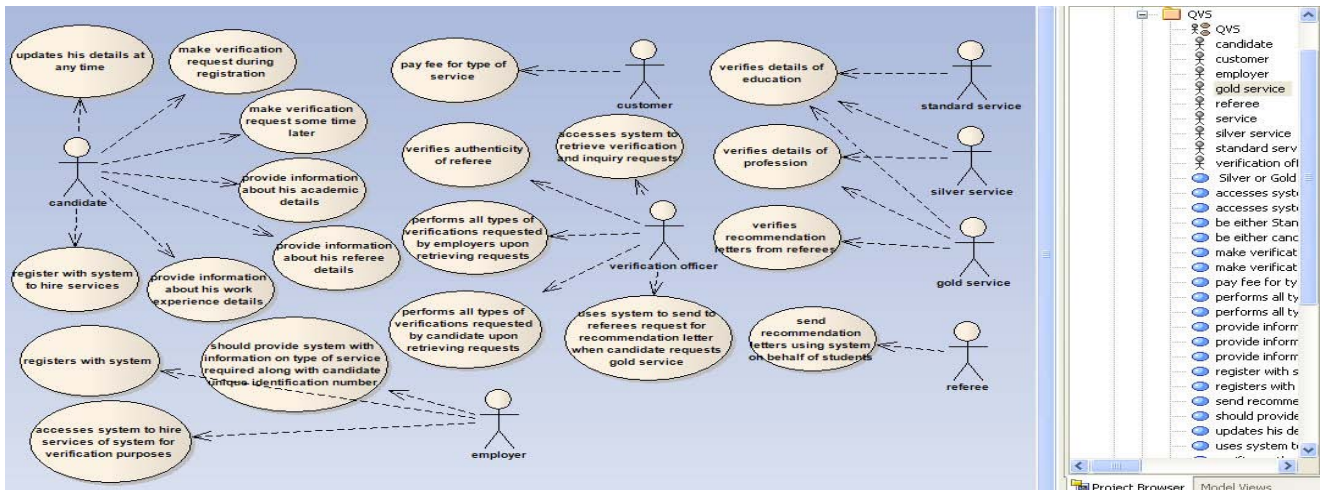 updates his details at
any time
make verification
request during
registration
make verification
request some time
later
candidate
provide information
about his academic
details
provide information
about his referee
details
register with system
to hire services
provide information
about his work
experience details
pay fee for type of
service
customer
verifies authenticity
of referee
accesses system to
retrieve verification
and inquiry requests
performs all types of
verifications requested
by employers upon
retrieving requests
verification officer
performs all types of
verifications requested
by candidate upon
retrieving requests
uses system to send to
referees request for
recommendation letter
when candidate requests
gold service
verifies details of
education
standard service
verifies details of
profession
silver service
verifies
recommendation
letters from referees
gold service
send
recommendation
letters using system
on behalf of students
referee
registers with system
should provide system with
information on type of service
required along with candidate
unique identification number
accesses system to hire
services of system for
verification purposes
employer
QVS
QVS
candidate
customer
employer
gold service
referee
service
silver service
standard serv
verification of
Silver or Gold
accesses syst
accesses syst
be either Stan
be either canc
make verificat
make verificat
pay fee for ty
performs all ty
performs all ty
provide inform
provide inform
provide inform
register with s
registers with
send recomme
should provide
updates his de
uses system t
Project Browser
Model Views